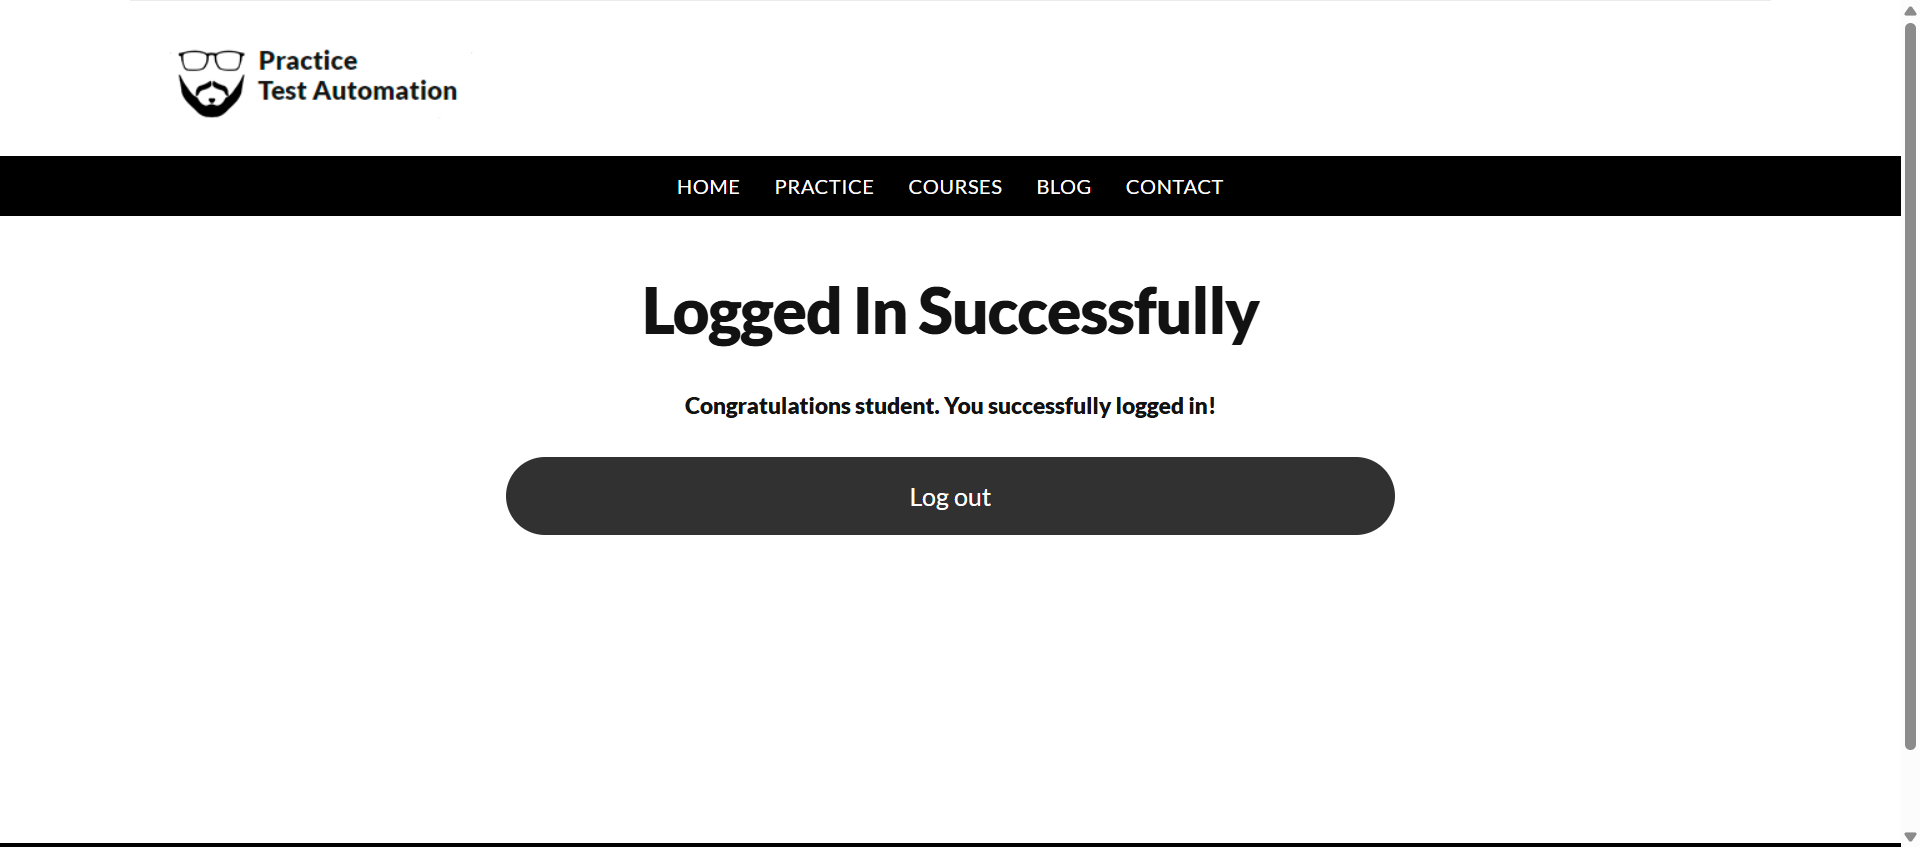 Practice
Test Automation
HOME PRACTICE COURSES BLOG CONTACT
Logged In Successfully
Congratulations student. You successfully logged in!
Log out